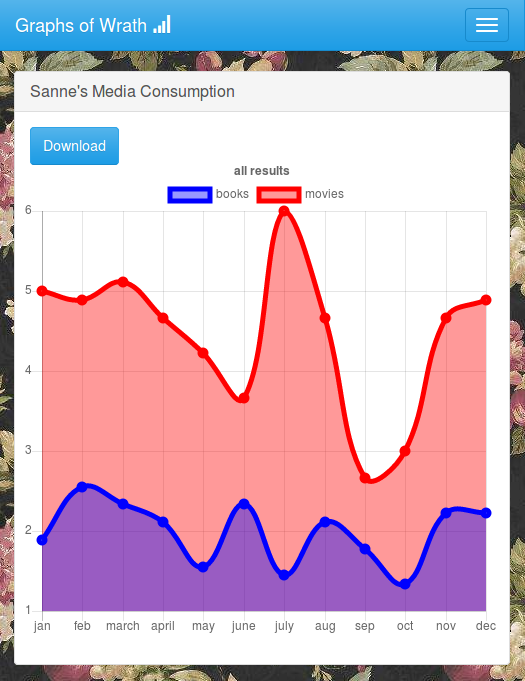 Graphs of Wrath
Sanne's Media Consumption
Download
all results
books movies
6
5
4
3
2
1
jan feb march april may june july aug sep oct nov dec